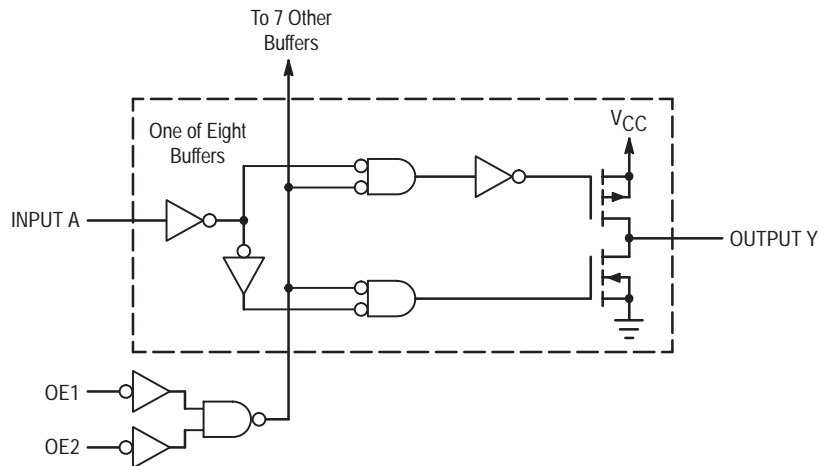 To 7 Other
Buffers
One of Eight
Buffers
VCC
INPUT A
OUTPUT Y
OE1
OE2